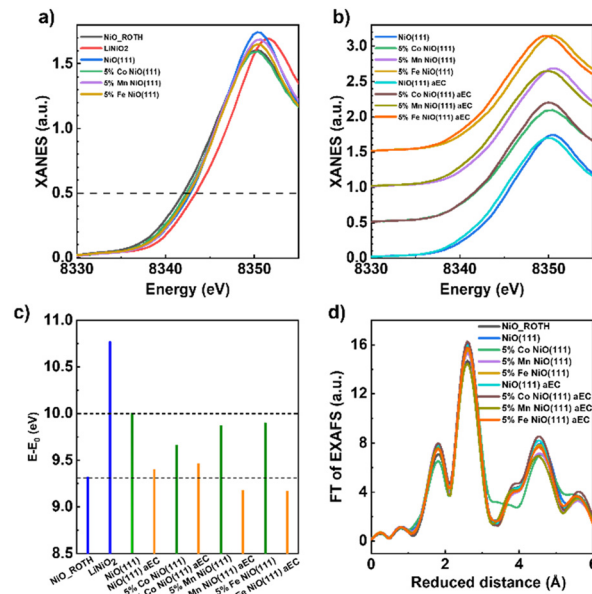 a)
NiO_ROTH
LiNiO2
NiO(111)
5% Co NiO(111)
5% Mn NiO(111)
5% Fe NiO(111)
XANES (a.u.)
1.5
1.0
0.5
0.0
8330 8340 8350
Energy (eV)
b)
NiO(111)
5% Co NiO(111)
5% Mn NiO(111)
5% Fe NiO(111)
NiO(111) aEC
5% Co NiO(111) aEC
5% Mn NiO(111) aEC
5% Fe NiO(111) aEC
XANES (a.u.)
3.0
2.5
2.0
1.5
1.0
0.5
0.0
8330 8340 8350
Energy (eV)
c)
E-E0 (eV)
11.0
10.5
10.0
9.5
9.0
8.5
NiO_ROTH
LiNiO2
NiO(111)
NiO(111) aEC
5% Co NiO(111)
Co NiO(111) aEC
5% Mn NiO(111)
Mn NiO(111) aEC
5% Fe NiO(111)
Fe NiO(111) aEC
d)
NiO_ROTH
NiO(111)
5% Co NiO(111)
5% Mn NiO(111)
5% Fe NiO(111)
NiO(111) aEC
5% Co NiO(111) aEC
5% Mn NiO(111) aEC
5% Fe NiO(111) aEC
FT of EXAFS (a.u.)
16
12
8
4
0
0 1 2 3 4 5
Reduced distance (Å)